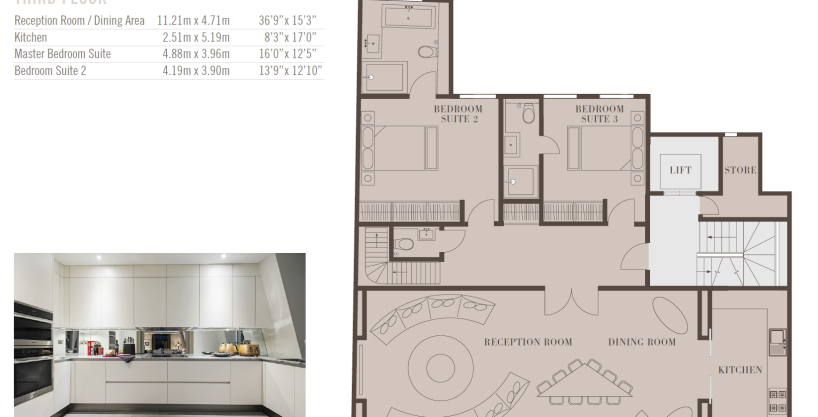 THIRD FLOOR
Reception Room / Dining Area 11.21m x 4.71m 36'9" x 15'3"
Kitchen 2.51m x 5.19m 8'3" x 17'0"
Master Bedroom Suite 4.88m x 3.96m 16'0" x 12'5"
Bedroom Suite 2 4.19m x 3.90m 13'9" x 12'10"
BEDROOM
SUITE 2
BEDROOM
SUITE 3
LIFT
STORE
RECEPTION ROOM
DINING ROOM
KITCHEN